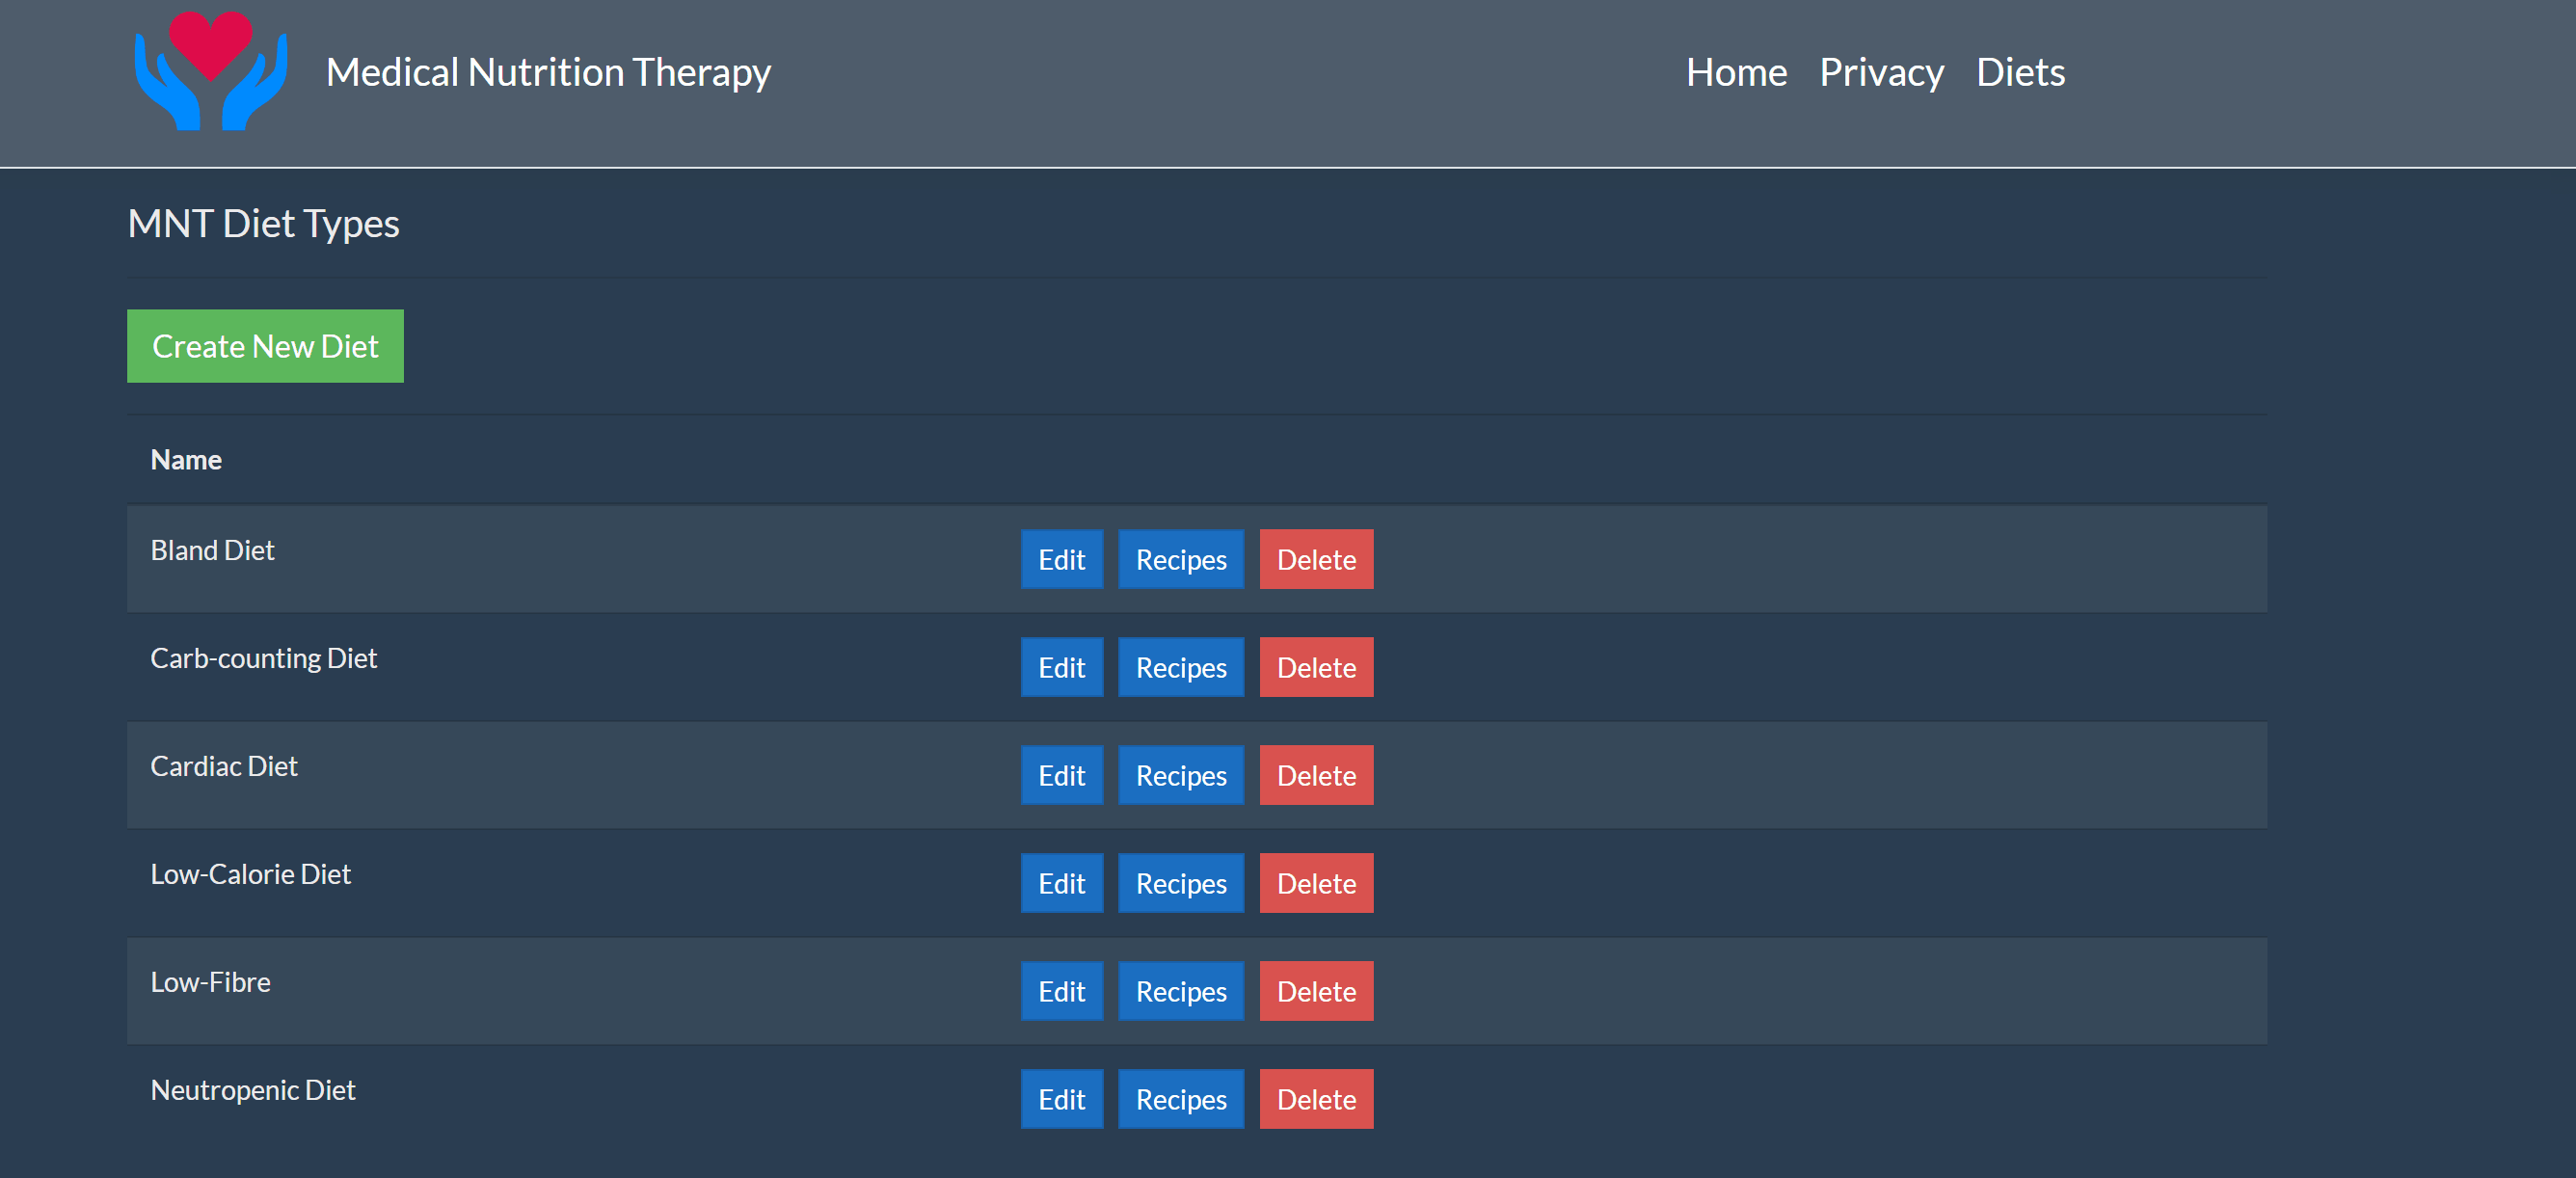 Medical Nutrition Therapy Home Privacy Diets
MNT Diet Types
Create New Diet
Name
Bland Diet Edit Recipes Delete
Carb-counting Diet Edit Recipes Delete
Cardiac Diet Edit Recipes Delete
Low-Calorie Diet Edit Recipes Delete
Low-Fibre Edit Recipes Delete
Neutropenic Diet Edit Recipes Delete